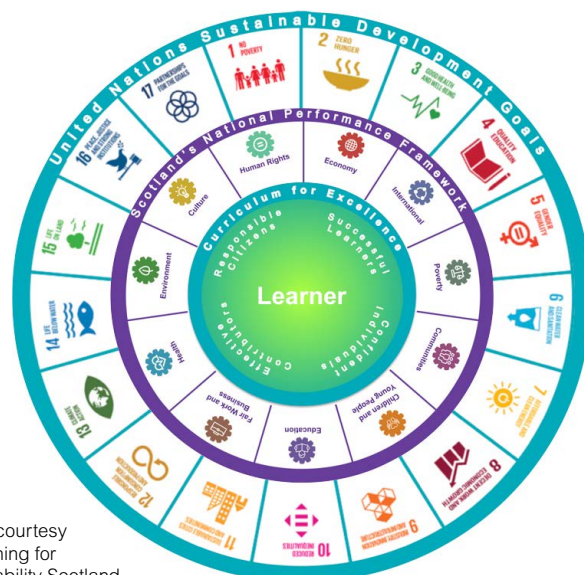 United Nations Sustainable Development Goals
1 NO
POVERTY
2 ZERO
HUNGER
3 GOOD HEALTH
AND WELL-BEING
4 QUALITY
EDUCATION
5 GENDER
EQUALITY
6 CLEAN WATER
AND SANITATION
7 AFFORDABLE AND
CLEAN ENERGY
8 DECENT WORK AND
ECONOMIC GROWTH
9 INDUSTRY, INNOVATION
AND INFRASTRUCTURE
10 REDUCED
INEQUALITIES
11 SUSTAINABLE CITIES
AND COMMUNITIES
12 RESPONSIBLE
CONSUMPTION
AND PRODUCTION
13 CLIMATE
ACTION
14 LIFE
BELOW WATER
15 LIFE
ON LAND
16 PEACE, JUSTICE
AND STRONG
INSTITUTIONS
17 PARTNERSHIPS
FOR THE GOALS
Scotland's National Performance Framework
Human Rights
Economy
International
Poverty
Communities
Children and
Young People
Education
Fair Work and
Business
Health
Environment
Culture
Curriculum for Excellence
Responsible
Citizens
Successful
Learners
Confident
Individuals
Effective
Contributors
Learner
courtesy
ning for
ability Scotland